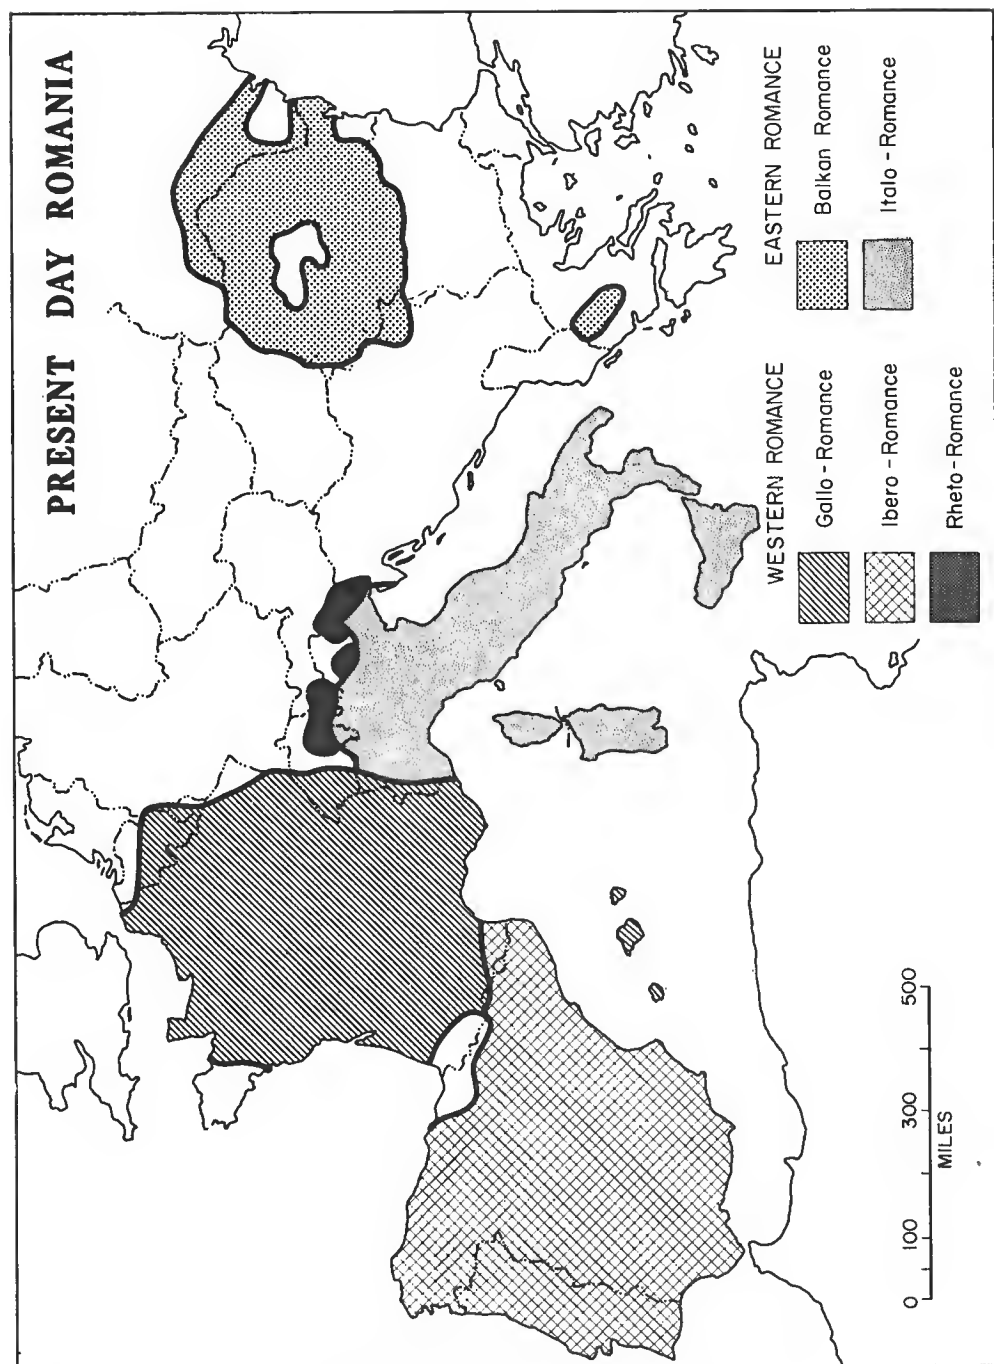 PRESENT DAY ROMANIA
WESTERN ROMANCE
Gallo - Romance
Ibero - Romance
Rheto - Romance
EASTERN ROMANCE
Balkan Romance
Italo - Romance
0 100 300 500
MILES